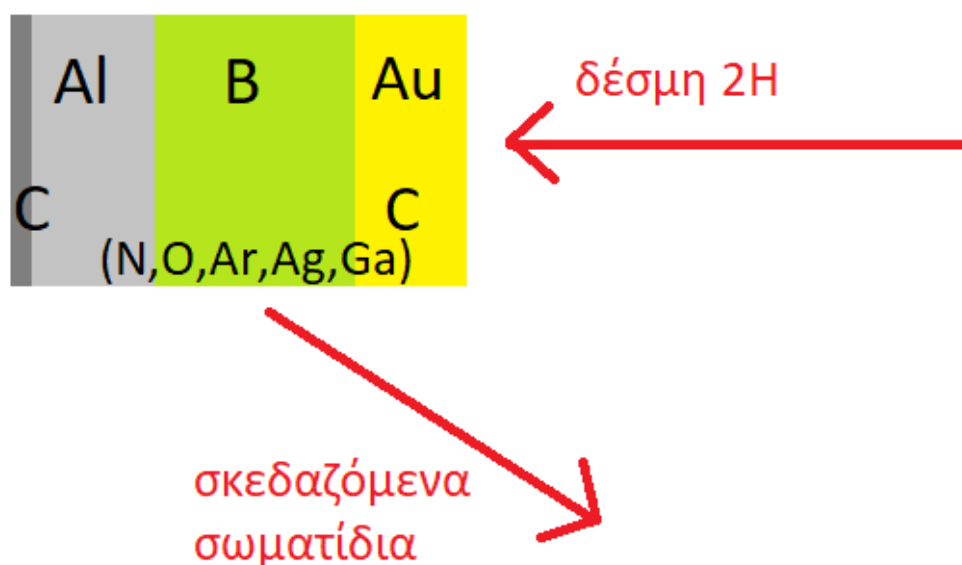 Al B Au
δέσμη 2H
C C
(N,O,Ar,Ag,Ga)
σκεδαζόμενα
σωματίδια